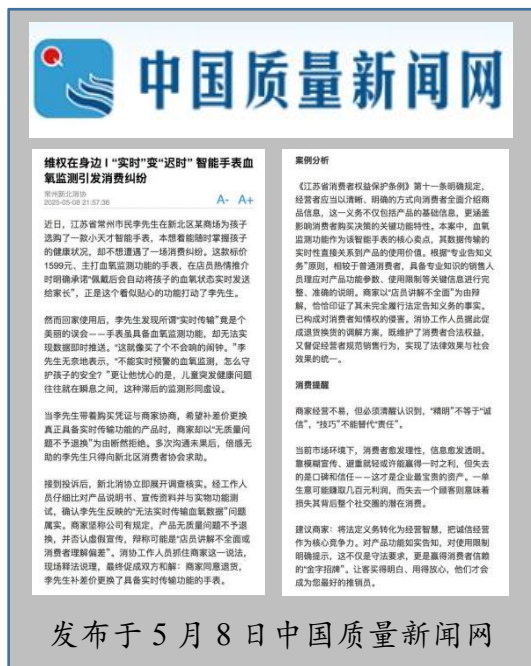 中国质量新闻网
维权在身边丨“实时”变“迟时” 智能手表血
氧监测引发消费纠纷
常州新北消协
2025-05-08 21:57:36
A- A+
近日，江苏省常州市民李先生在新北区某商场为孩子
选购了一款小天才智能手表，本想着能随时掌握孩子
的健康状况，却不想遭遇了一场消费纠纷。这款标价
1599元、主打血氧监测功能的手表，在店员热情推介
时明确承诺“佩戴后会自动将孩子的血氧状态实时发送
给家长”，正是这个看似贴心的功能打动了李先生。
然而回家使用后，李先生发现所谓“实时传输”竟是个
美丽的误会——手表虽具备血氧监测功能，却无法实
现数据即时推送。“这就像买了个不会响的闹钟。”李
先生无奈地表示，“不能实时预警的血氧监测，怎么守
护孩子的安全？”更让他忧心的是，儿童突发健康问题
往往就在瞬息之间，这种滞后的监测形同虚设。
当李先生带着购买凭证与商家协商，希望补差价更换
真正具备实时传输功能的产品时，商家却以“无质量问
题不予退换”为由断然拒绝。多次沟通未果后，倍感无
助的李先生只得向新北区消费者协会求助。
接到投诉后，新北消协立即展开调查核实。经工作人
员仔细比对产品说明书、宣传资料并与实物功能测
试，确认李先生反映的“无法实时传输血氧数据”问题
属实。商家坚称公司有规定，产品无质量问题不予退
换，并否认虚假宣传，辩称可能是“店员讲解不全面或
消费者理解偏差”。消协工作人员抓住商家这一说法，
现场释法说理，最终促成双方和解：商家同意退货，
李先生补差价更换了具备实时传输功能的手表。
案例分析
《江苏省消费者权益保护条例》第十一条明确规定，
经营者应当以清晰、明确的方式向消费者全面介绍商
品信息，这一义务不仅包括产品的基础信息，更涵盖
影响消费者购买决策的关键功能特性。本案中，血氧
监测功能作为该智能手表的核心卖点，其数据传输的
实时性直接关系到产品的使用价值。根据“专业告知义
务”原则，相较于普通消费者，具备专业知识的销售人
员理应对产品功能参数、使用限制等关键信息进行完
整、准确的说明。商家以“店员讲解不全面”为由辩
解，恰恰印证了其未完全履行法定告知义务的事实。
已构成对消费者知情权的侵害。消协工作人员据此促
成退货换货的调解方案，既维护了消费者合法权益，
又督促经营者规范销售行为，实现了法律效果与社会
效果的统一。
消费提醒
商家经营不易，但必须清醒认识到，“精明”不等于“诚
信”，“技巧”不能替代“责任”。
当前市场环境下，消费者愈发理性，信息愈发透明。
靠模糊宣传、避重就轻或许能赢得一时之利，但失去
的是口碑和信任——这才是企业最宝贵的资产。一单
生意可能赚取几百元利润，而失去一个顾客则意味着
损失其背后整个社交圈的潜在消费。
建议商家：将法定义务转化为经营智慧，把诚信经营
作为核心竞争力。对产品功能如实告知，对使用限制
明确提示，这不仅是守法要求，更是赢得消费者信赖
的“金字招牌”。让客买得明白、用得放心，他们才会
成为您最好的推销员。
发布于 5 月 8 日中国质量新闻网